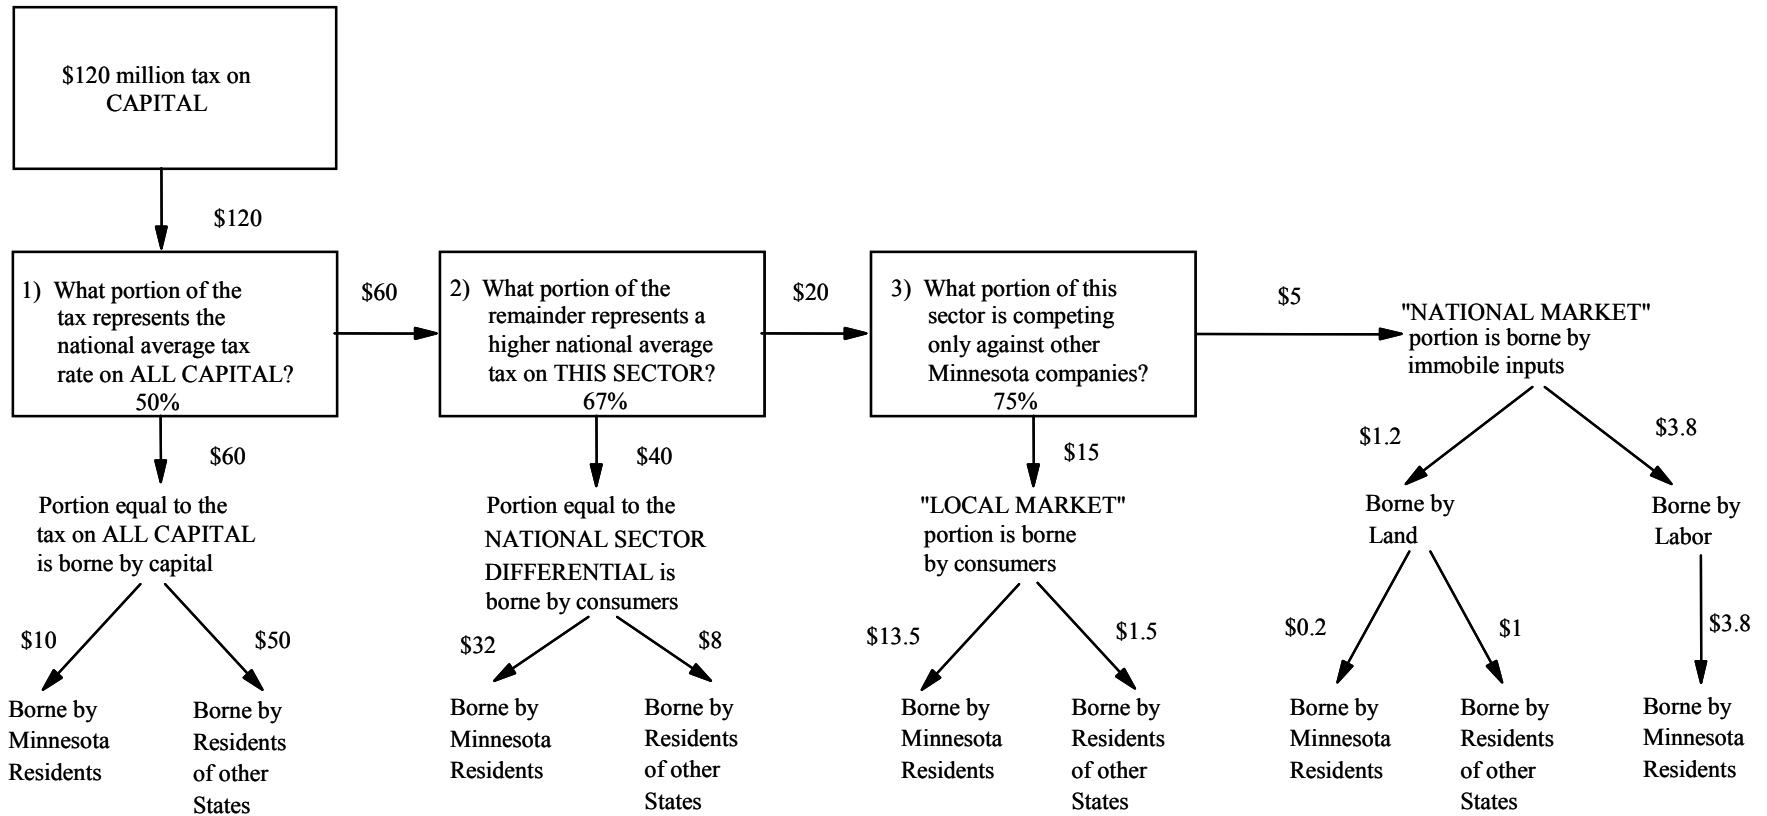 $120 million tax on
CAPITAL
$120
1) What portion of the
tax represents the
national average tax
rate on ALL CAPITAL?
50%
$60
2) What portion of the
remainder represents a
higher national average
tax on THIS SECTOR?
67%
$20
3) What portion of this
sector is competing
only against other
Minnesota companies?
75%
$5
"NATIONAL MARKET"
portion is borne by
immobile inputs
$60
Portion equal to the
tax on ALL CAPITAL
is borne by capital
$10
$50
Borne by
Minnesota
Residents
Borne by
Residents
of other
States
$40
Portion equal to the
NATIONAL SECTOR
DIFFERENTIAL is
borne by consumers
$32
$8
Borne by
Minnesota
Residents
Borne by
Residents
of other
States
$15
"LOCAL MARKET"
portion is borne
by consumers
$13.5
$1.5
Borne by
Minnesota
Residents
Borne by
Residents
of other
States
$1.2
$3.8
Borne by
Land
Borne by
Labor
$0.2
$1
$3.8
Borne by
Minnesota
Residents
Borne by
Residents
of other
States
Borne by
Minnesota
Residents